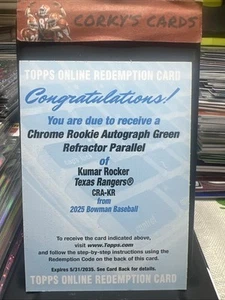 CORKY'S CARDS
TOPPS ONLINE REDEMPTION CARD
Congratulations!
You are due to receive a
Chrome Rookie Autograph Green
Refractor Parallel
of
Kumar Rocker
Texas Rangers®
CRA-KR
from
2025 Bowman Baseball
To receive the card indicated above,
visit www.Topps.com
and follow the step-by-step instructions using the
Redemption Code on the back of this card.
Expires 5/31/2035. See Card Back for details.
TOPPS ONLINE REDEMPTION CARD